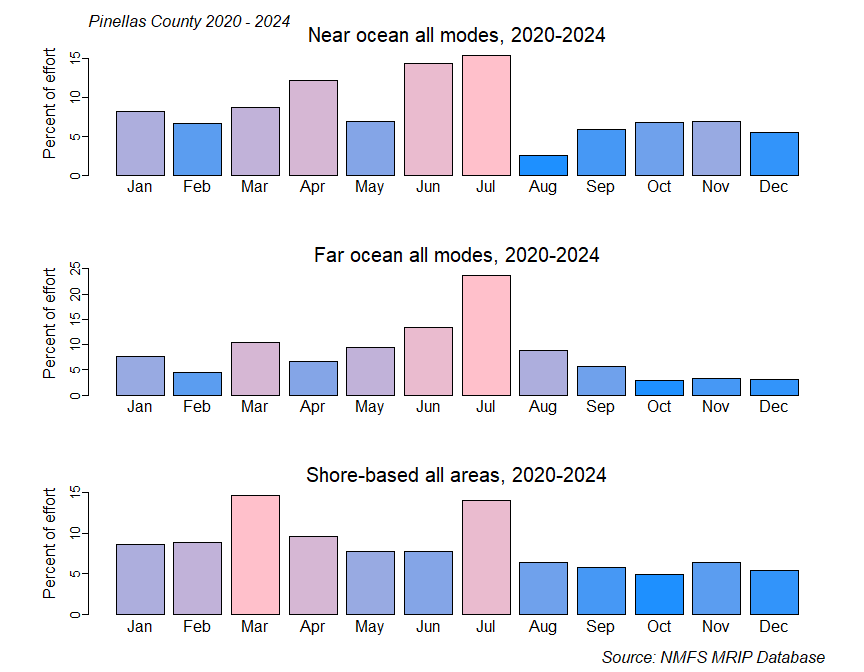 Pinellas County 2020 - 2024
Near ocean all modes, 2020-2024
Percent of effort
15
10
5
0
Jan Feb Mar Apr May Jun Jul Aug Sep Oct Nov Dec
Far ocean all modes, 2020-2024
Percent of effort
25
20
15
10
5
0
Jan Feb Mar Apr May Jun Jul Aug Sep Oct Nov Dec
Shore-based all areas, 2020-2024
Percent of effort
15
10
5
0
Jan Feb Mar Apr May Jun Jul Aug Sep Oct Nov Dec
Source: NMFS MRIP Database